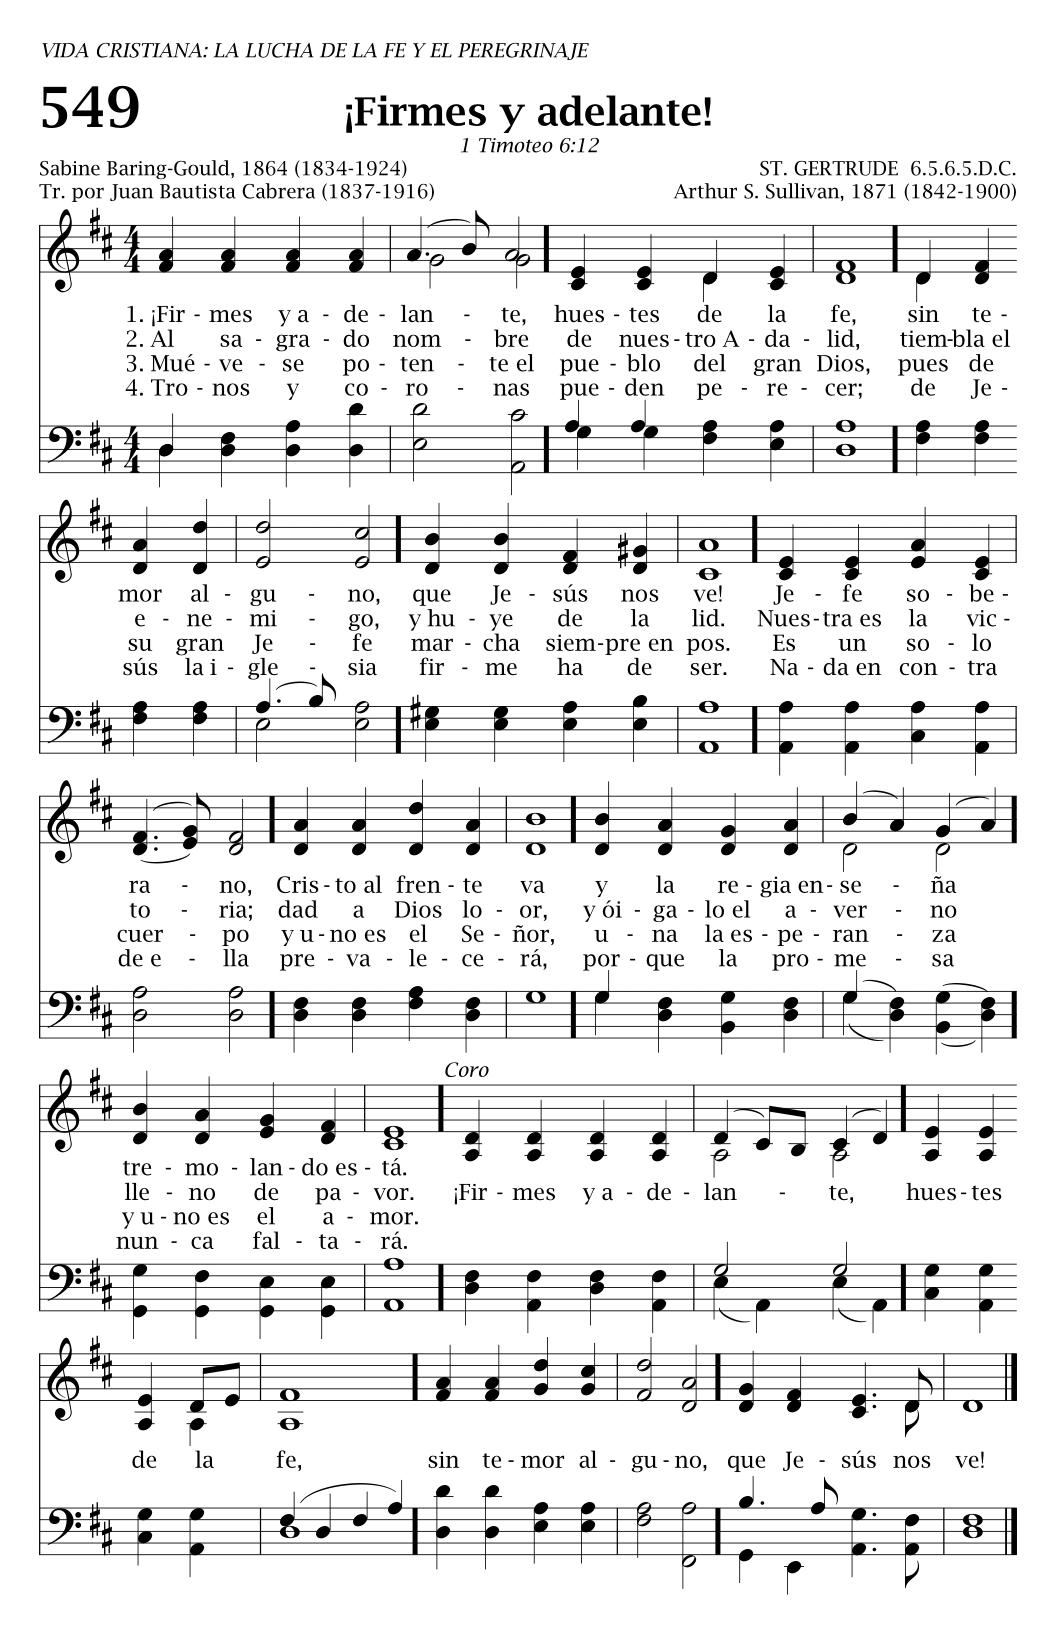 VIDA CRISTIANA: LA LUCHA DE LA FE Y EL PEREGRINAJE
549 ¡Firmes y adelante!
1 Timoteo 6:12
Sabine Baring-Gould, 1864 (1834-1924) ST. GERTRUDE 6.5.6.5.D.C.
Tr. por Juan Bautista Cabrera (1837-1916) Arthur S. Sullivan, 1871 (1842-1900)
1. ¡Fir - mes y a - de - lan - te, hues - tes de la fe, sin te -
2. Al sa - gra - do nom - bre de nues - tro A - da - lid, tiem - bla el
3. Mué - ve - se po - ten - te el pue - blo del gran Dios, pues de
4. Tro - nos y co - ro - nas pue - den pe - re - cer; de Je -
mor al - gu - no, que Je - sús nos ve! Je - fe so - be -
e - ne - mi - go, y hu - ye de la lid. Nues - tra es la vic -
su gran Je - fe mar - cha siem - pre en pos. Es un so - lo
sús la i - gle - sia fir - me ha de ser. Na - da en con - tra
ra - no, Cris - to al fren - te va y la re - gia en - se - ña
to - ria; dad a Dios lo - or, y ói - ga - lo el a - ver - no
cuer - po y u - no es el Se - ñor, u - na la es - pe - ran - za
de e - lla pre - va - le - ce - rá, por - que la pro - me - sa
Coro
tre - mo - lan - do es - tá.
lle - no de pa - vor. ¡Fir - mes y a - de - lan - te, hues - tes
y u - no es el a - mor.
nun - ca fal - ta - rá.
de la fe, sin te - mor al - gu - no, que Je - sús nos ve!